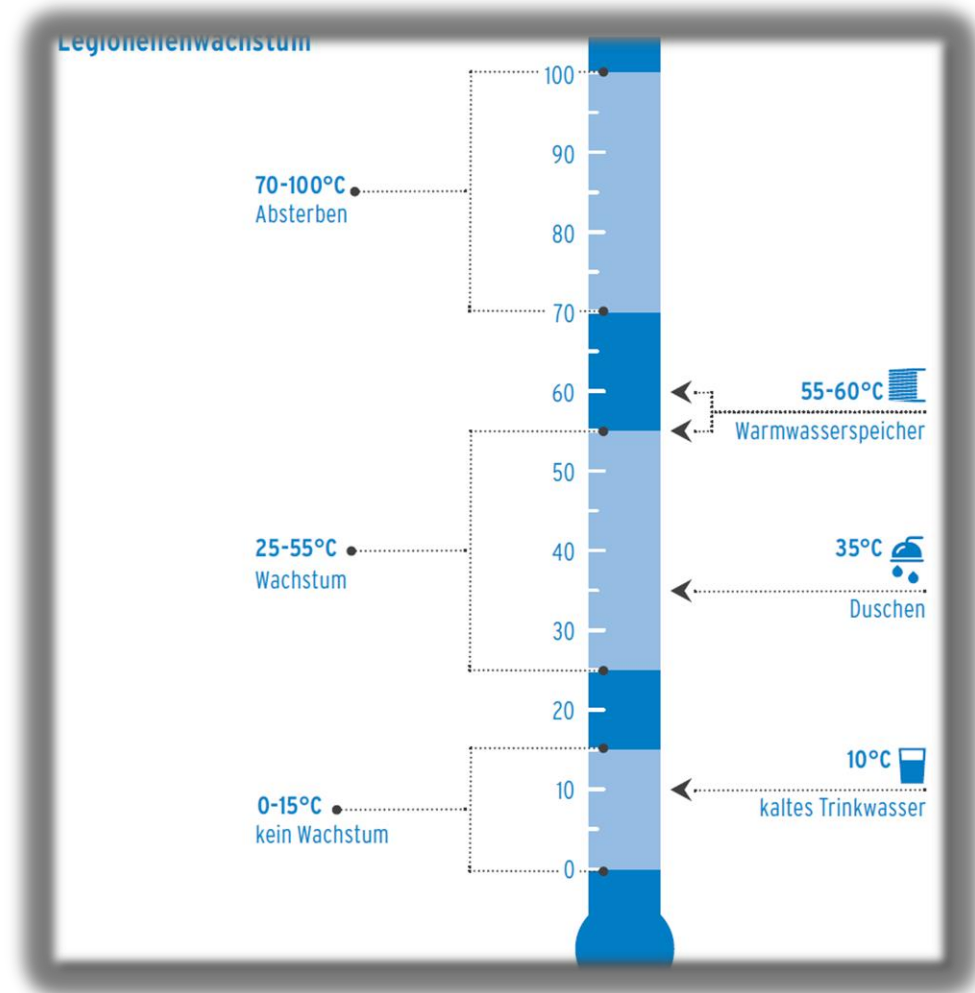 Legionellenwachstum
100
90
70-100°C
Absterben
80
70
60
55-60°C
Warmwasserspeicher
50
25-55°C
Wachstum
40
35°C
Duschen
30
20
10°C
kaltes Trinkwasser
10
0-15°C
kein Wachstum
0